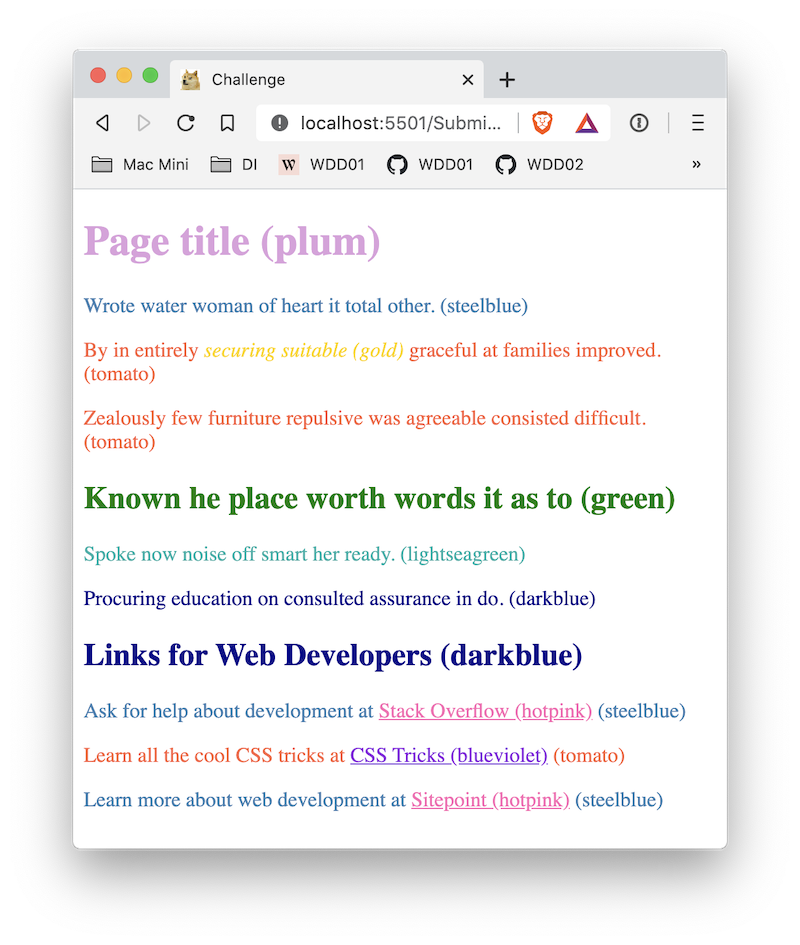 Challenge
localhost:5501/Submi...
Mac Mini DI W WDD01 WDD01 WDD02 »
Page title (plum)
Wrote water woman of heart it total other. (steelblue)
By in entirely securing suitable (gold) graceful at families improved.
(tomato)
Zealously few furniture repulsive was agreeable consisted difficult.
(tomato)
Known he place worth words it as to (green)
Spoke now noise off smart her ready. (lightseagreen)
Procuring education on consulted assurance in do. (darkblue)
Links for Web Developers (darkblue)
Ask for help about development at Stack Overflow (hotpink) (steelblue)
Learn all the cool CSS tricks at CSS Tricks (blueviolet) (tomato)
Learn more about web development at Sitepoint (hotpink) (steelblue)